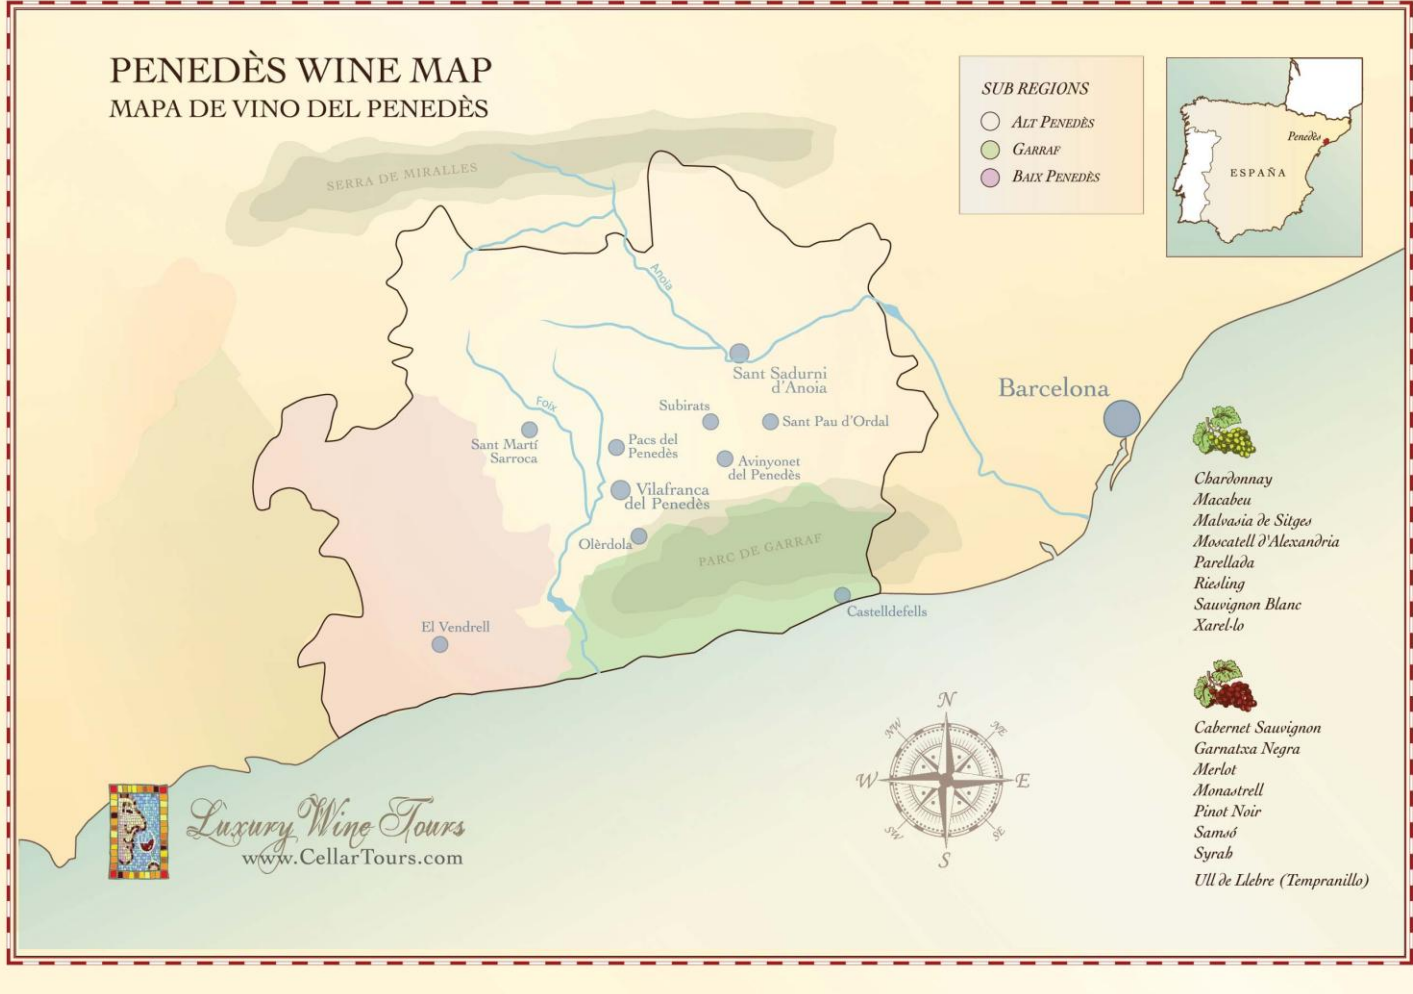 PENEDÈS WINE MAP
MAPA DE VINO DEL PENEDÈS
SUB REGIONS
ALT PENEDÈS
GARRAF
BAIX PENEDÈS
Penedès
ESPAÑA
SERRA DE MIRALLES
Anoia
Sant Sadurni
d'Anoia
Barcelona
Foix
Subirats
Sant Pau d'Ordal
Sant Martí
Sarroca
Pacs del
Penedès
Avinyonet
del Penedès
Vilafranca
del Penedès
Olèrdola
PARC DE GARRAF
Castelldefells
El Vendrell
Chardonnay
Macabeu
Malvasia de Sitges
Moscatell d'Alexandria
Parellada
Riesling
Sauvignon Blanc
Xarel·lo
Cabernet Sauvignon
Garnatxa Negra
Merlot
Monastrell
Pinot Noir
Samsó
Syrah
Ull de Llebre (Tempranillo)
N
NW
NE
W
E
SW
SE
S
Luxury Wine Tours
www.CellarTours.com